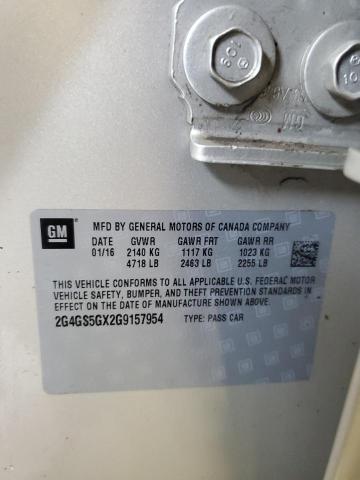 801
10.
GM
MFD BY GENERAL MOTORS OF CANADA COMPANY
DATE GVWR GAWR FRT GAWR RR
01/16 2140 KG 1117 KG 1023 KG
4718 LB 2463 LB 2255 LB
THIS VEHICLE CONFORMS TO ALL APPLICABLE U.S. FEDERAL MOTOR
VEHICLE SAFETY, BUMPER, AND THEFT PREVENTION STANDARDS IN
EFFECT ON THE DATE OF MANUFACTURE SHOWN ABOVE.
2G4GS5GX2G9157954 TYPE: PASS CAR